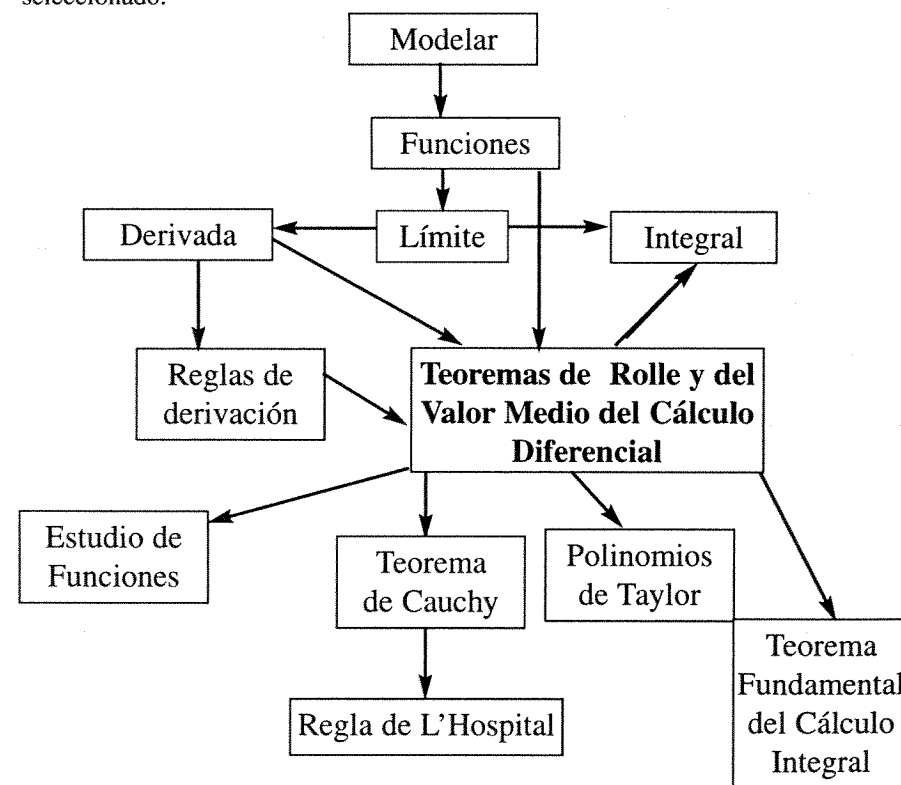 seleccionado.
Modelar
Funciones
Derivada
Límite
Integral
Reglas de
derivación
Teoremas de Rolle y del
Valor Medio del Cálculo
Diferencial
Estudio de
Funciones
Teorema
de Cauchy
Polinomios
de Taylor
Teorema
Fundamental
del Cálculo
Integral
Regla de L'Hospital